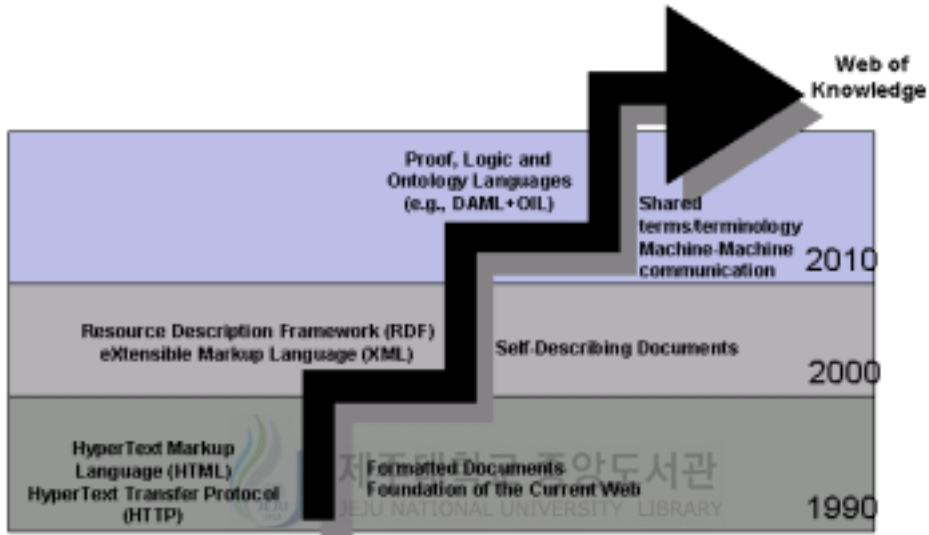 Web of
Knowledge
Proof, Logic and
Ontology Languages
(e.g., DAML+OIL)
Shared
terms/terminology
Machine-Machine
communication
2010
Resource Description Framework (RDF)
eXtensible Markup Language (XML)
Self-Describing Documents
2000
HyperText Markup
Language (HTML)
HyperText Transfer Protocol
(HTTP)
Formatted Documents
Foundation of the Current Web
1990
제주대학교 중앙도서관
JEJU NATIONAL UNIVERSITY LIBRARY
JEJU